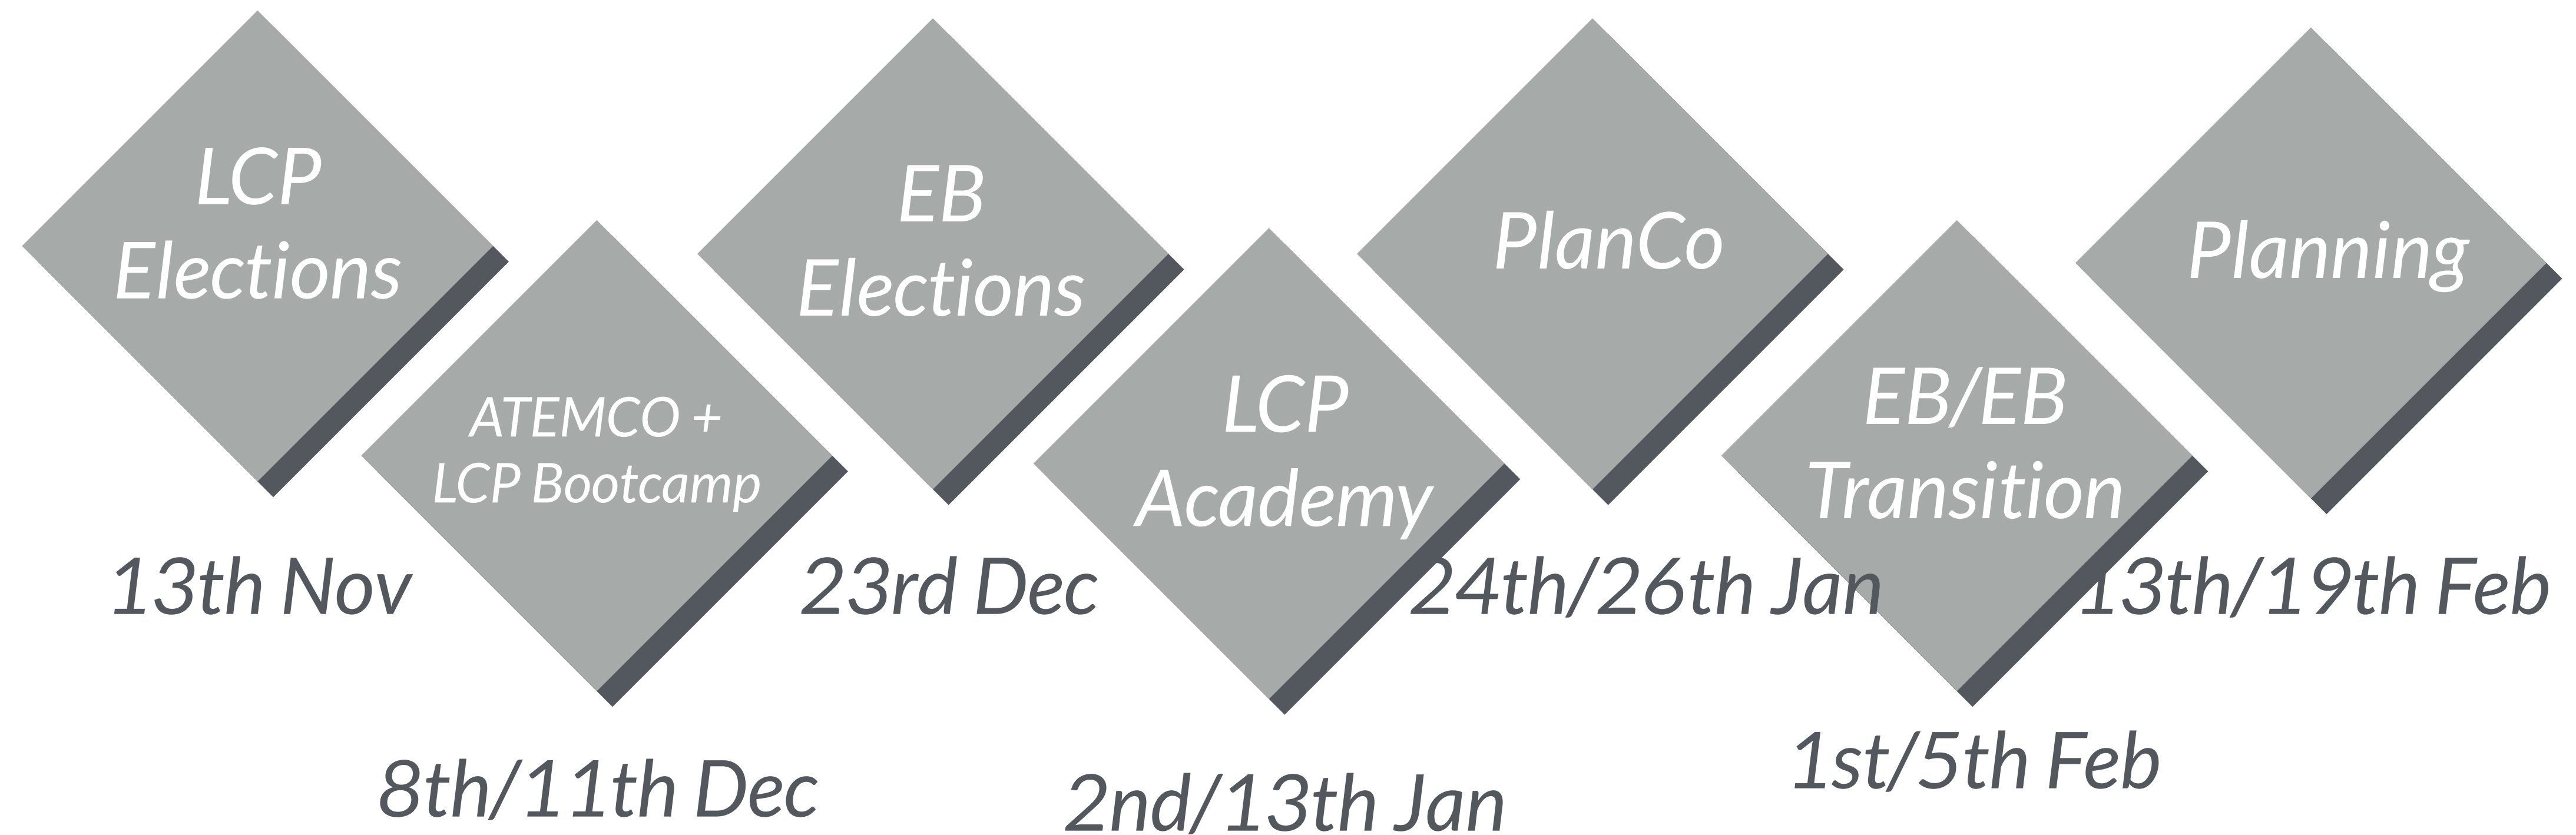 LCP
Elections
13th Nov
ATEMCO +
LCP Bootcamp
8th/11th Dec
EB
Elections
23rd Dec
LCP
Academy
2nd/13th Jan
PlanCo
24th/26th Jan
EB/EB
Transition
1st/5th Feb
Planning
13th/19th Feb